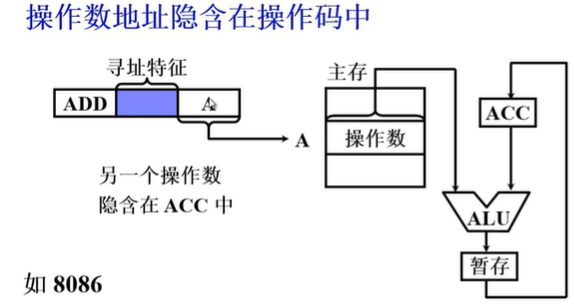 操作数地址隐含在操作码中
寻址特征
ADD
A
A
另一个操作数
隐含在 ACC 中
主存
操作数
ACC
ALU
暂存
如 8086